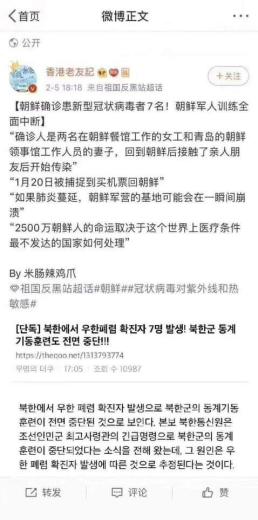 首页
微博正文
公开
香港老友記
2-5 18:18 来自祖国反黑站超话
+关注
【朝鲜确诊患新型冠状病毒者7名！朝鲜军人训练全
面中断】
“确诊人是两名在朝鲜餐馆工作的女工和青岛的朝鲜
领事馆工作人员的妻子，回到朝鲜后接触了亲人朋
友后开始传染”
“1月20日被捕捉到买机票回朝鲜”
“如果肺炎蔓延，朝鲜军营的基地可能会在一瞬间崩
溃”
“2500万朝鲜人的命运取决于这个世界上医疗条件
最不发达的国家如何处理”
By 米肠辣鸡爪
祖国反黑站超话#朝鲜##冠状病毒对紫外线和热
敏感#
[단독] 북한에서 우한폐렴 확진자 7명 발생! 북한군 동계
기동훈련도 전면 중단!!!
https://theqoo.net/1313793774
무명의 더쿠 17:05 조회 수 10987
북한에서 우한 폐렴 확진자 발생으로 북한군의 동계기동
훈련이 전면 중단된 것으로 보인다. 본보 북한통신원은
조선인민군 최고사령관의 긴급명령으로 북한군의 동계
훈련이 중단되었다는 소식을 전해 왔는데, 그 원인은 우
한 폐렴 확진자 발생에 따른 것으로 추정된다는 것이다.
转发
评论
赞